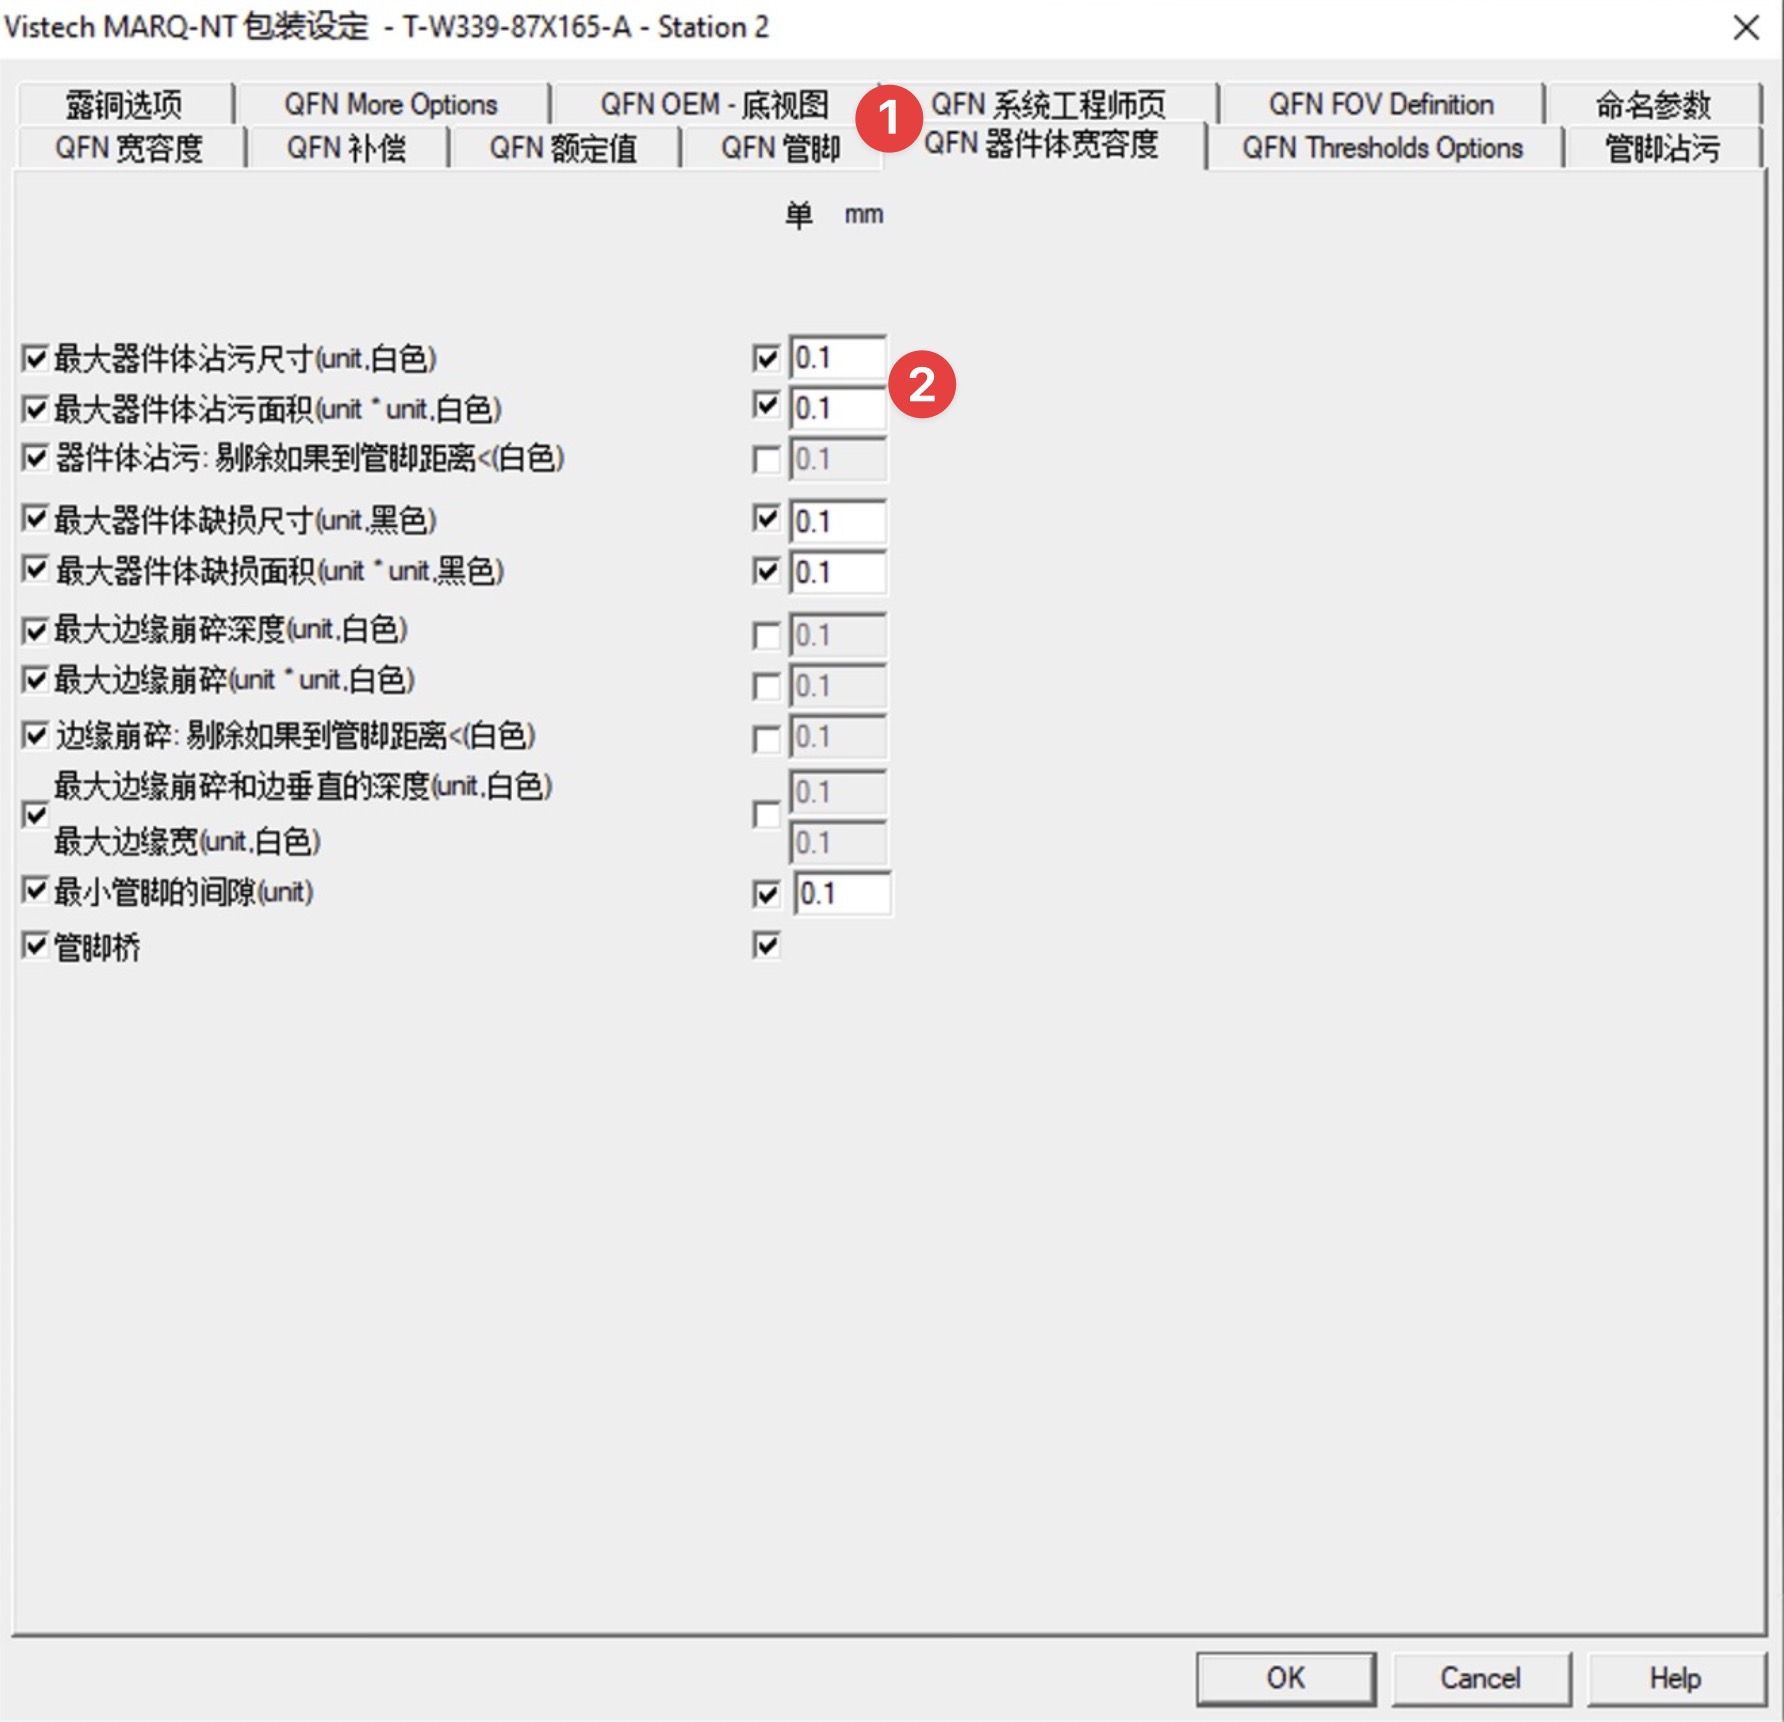 Vistech MARQ-NT 包装设定 - T-W339-87X165-A - Station 2
露铜选项 QFN More Options QFN OEM - 底视图 1 QFN 系统工程师页 QFN FOV Definition 命名参数
QFN 宽容度 QFN 补偿 QFN 额定值 QFN 管脚 QFN 器件体宽容度 QFN Thresholds Options 管脚沾污
单 mm
最大器件体沾污尺寸(unit,白色) 0.1
2
最大器件体沾污面积(unit * unit,白色) 0.1
器件体沾污: 剔除如果到管脚距离<(白色) 0.1
最大器件体缺损尺寸(unit,黑色) 0.1
最大器件体缺损面积(unit * unit,黑色) 0.1
最大边缘崩碎深度(unit,白色) 0.1
最大边缘崩碎(unit * unit,白色) 0.1
边缘崩碎: 剔除如果到管脚距离<(白色) 0.1
最大边缘崩碎和边垂直的深度(unit,白色) 0.1
最大边缘宽(unit,白色) 0.1
最小管脚的间隙(unit) 0.1
管脚桥
OK Cancel Help